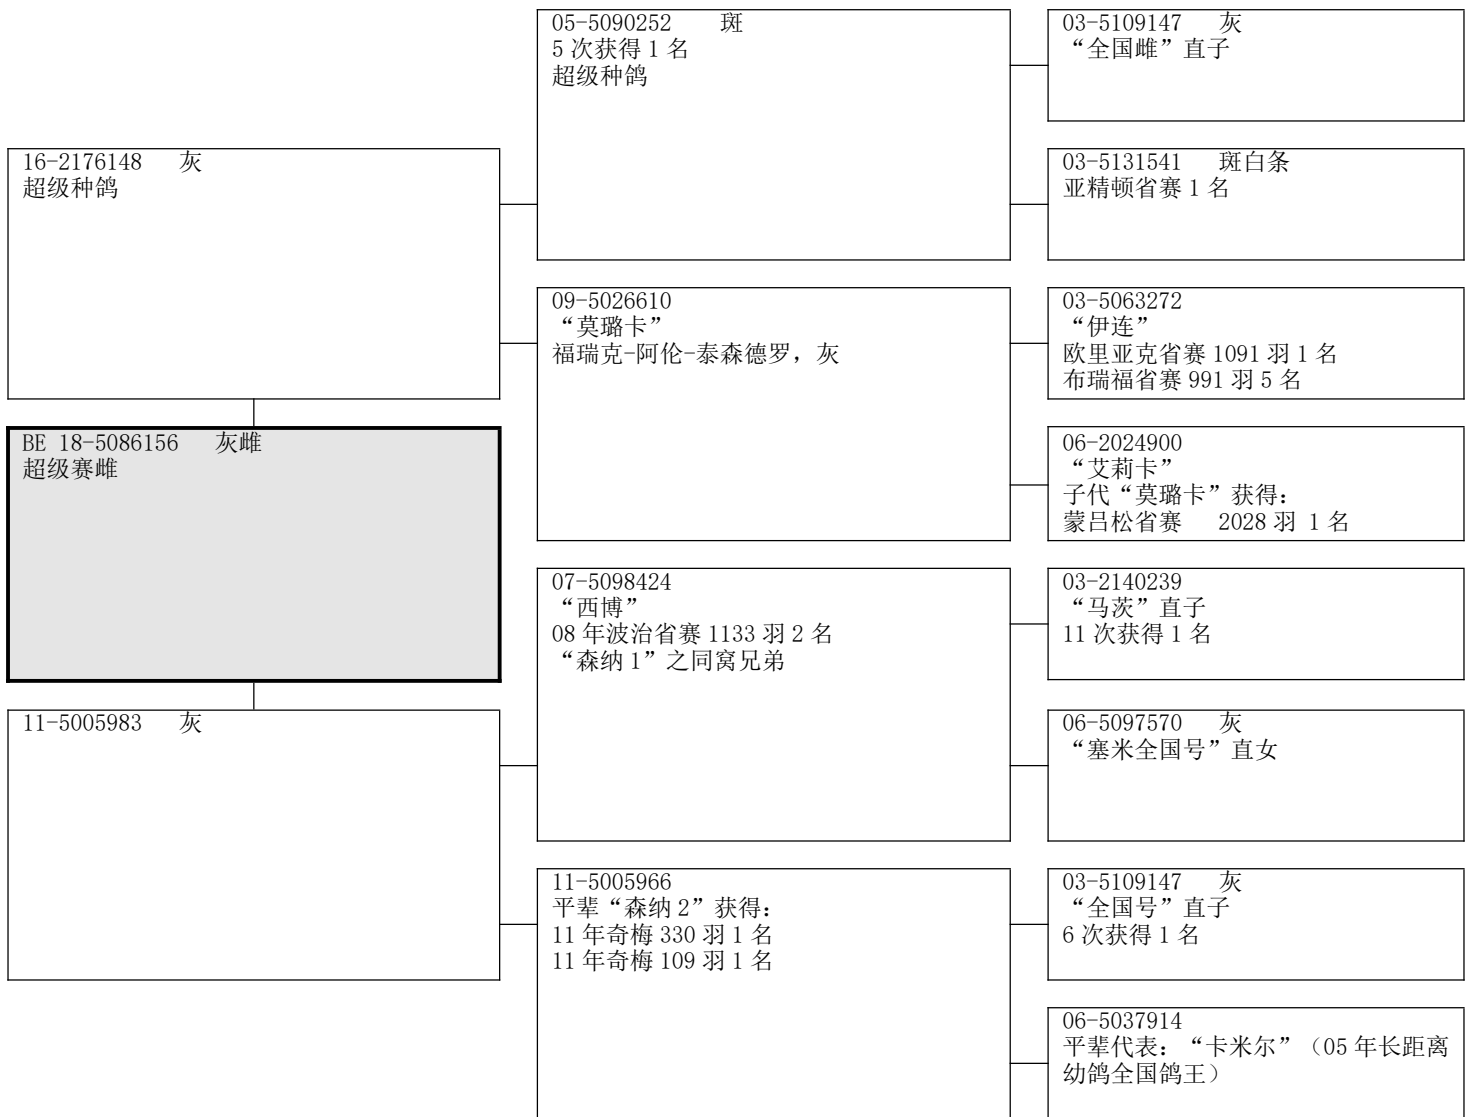 05-5090252 斑
5 次获得 1 名
超级种鸽
03-5109147 灰
“全国雌”直子
16-2176148 灰
超级种鸽
03-5131541 斑白条
亚精顿省赛 1 名
09-5026610
“莫璐卡”
福瑞克-阿伦-泰森德罗，灰
03-5063272
“伊连”
欧里亚克省赛 1091 羽 1 名
布瑞福省赛 991 羽 5 名
BE 18-5086156 灰雌
超级赛雌
06-2024900
“艾莉卡”
子代“莫璐卡”获得：
蒙吕松省赛 2028 羽 1 名
07-5098424
“西博”
08 年波治省赛 1133 羽 2 名
“森纳 1”之同窝兄弟
03-2140239
“马茨”直子
11 次获得 1 名
11-5005983 灰
06-5097570 灰
“塞米全国号”直女
11-5005966
平辈“森纳 2”获得：
11 年奇梅 330 羽 1 名
11 年奇梅 109 羽 1 名
03-5109147 灰
“全国号”直子
6 次获得 1 名
06-5037914
平辈代表：“卡米尔”（05 年长距离
幼鸽全国鸽王）